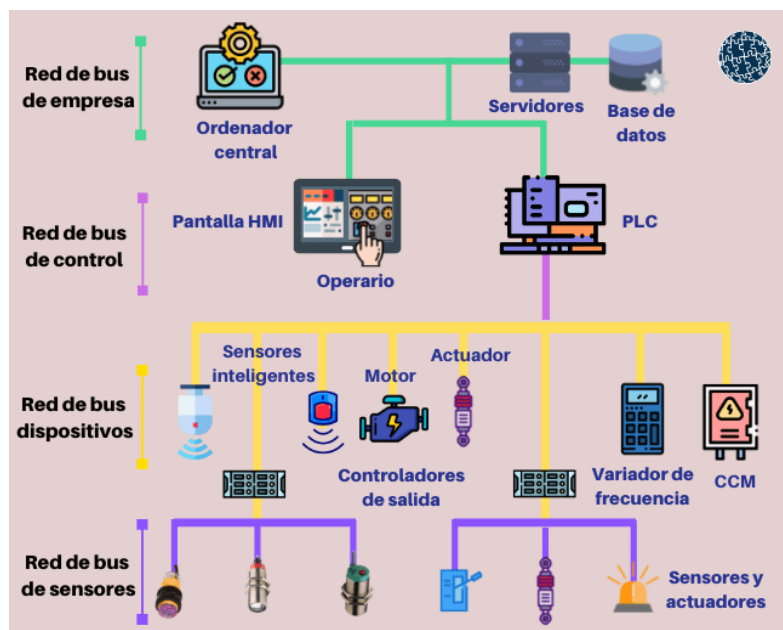 Red de bus
de empresa
Ordenador
central
Servidores
Base de
datos
Red de bus
de control
Pantalla HMI
Operario
PLC
Red de bus
dispositivos
Sensores
inteligentes
Motor
Actuador
Controladores
de salida
Variador de
frecuencia
CCM
Red de bus
de sensores
Sensores y
actuadores